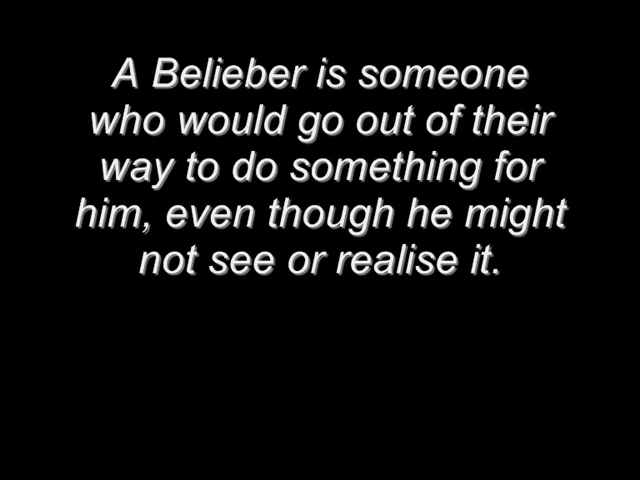 A Belieber is someone
who would go out of their
way to do something for
him, even though he might
not see or realise it.